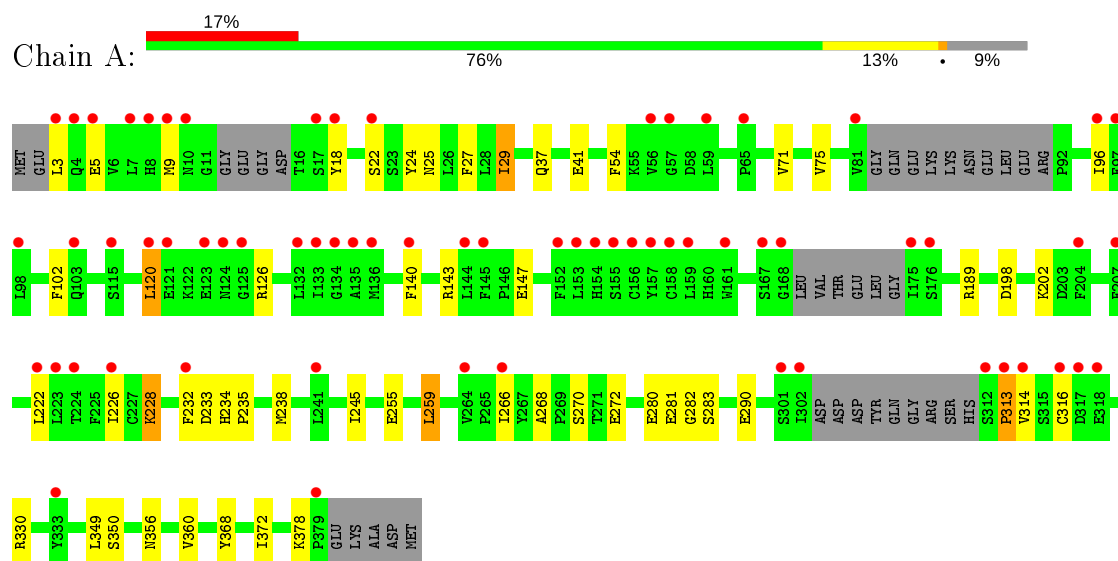 17%
Chain A:
76% 13% • 9%
MET GLU L3 Q4 E5 V6 L7 H8 M9 N10 G11 GLY GLU GLY ASP T16 S17 Y18 S22 S23 Y24 N25 L26 F27 L28 I29 Q37 E41 F54 K55 V56 G57 D58 L59 P65 V71 V75 V81 GLY GLN GLU GLU LYS LYS ASN GLU LEU GLU ARG P92 I96
L98 F102 Q103 S115 L120 E121 K122 E123 N124 G125 R126 L132 I133 G134 A135 M136 F140 R143 L144 F145 P146 E147 F152 L153 H154 S155 C156 Y157 C158 L159 H160 W161 S167 G168 LEU VAL THR GLU LEU GLY I175 S176 R189 D198 K202 D203 F204
L222 L223 T224 F225 I226 C227 K228 F232 D233 H234 P235 M238 L241 I245 E255 L259 V264 P265 I266 Y267 A268 P269 S270 T271 E272 E280 E281 G282 S283 E290 S301 I302 ASP ASP ASP TYR GLN GLY ARG SER HIS S312 P313 V314 S315 C316 D317 E318
R330 Y333 L349 S350 N356 V360 Y368 I372 K378 P379 GLU LYS ALA ASP MET